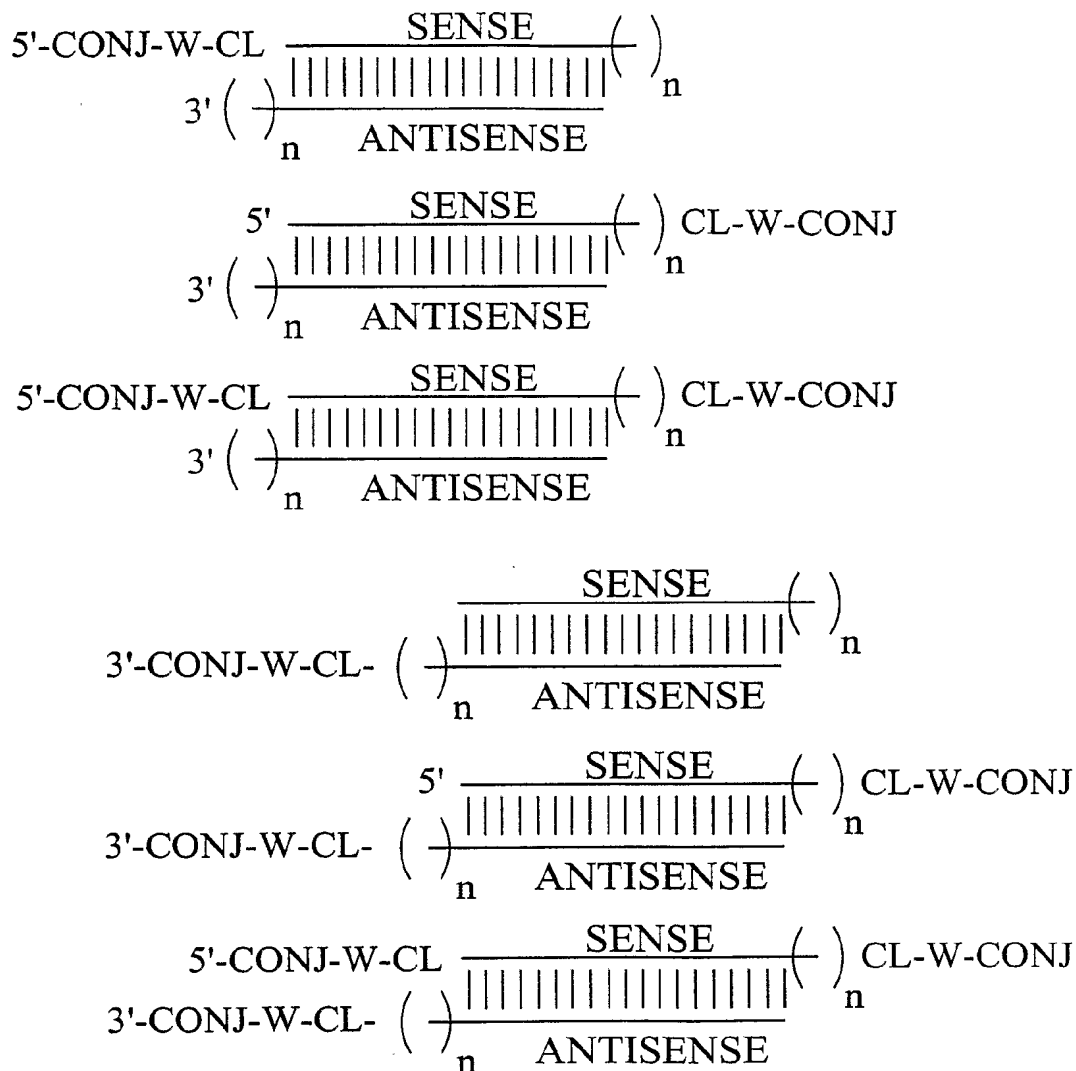 SENSE
5'-CONJ-W-CL ( )n
3' ( )n
ANTISENSE
SENSE
5' ( )n CL-W-CONJ
3' ( )n
ANTISENSE
SENSE
5'-CONJ-W-CL ( )n CL-W-CONJ
3' ( )n
ANTISENSE
SENSE
( )n
3'-CONJ-W-CL- ( )n
ANTISENSE
SENSE
5' ( )n CL-W-CONJ
3'-CONJ-W-CL- ( )n
ANTISENSE
SENSE
5'-CONJ-W-CL ( )n CL-W-CONJ
3'-CONJ-W-CL- ( )n
ANTISENSE